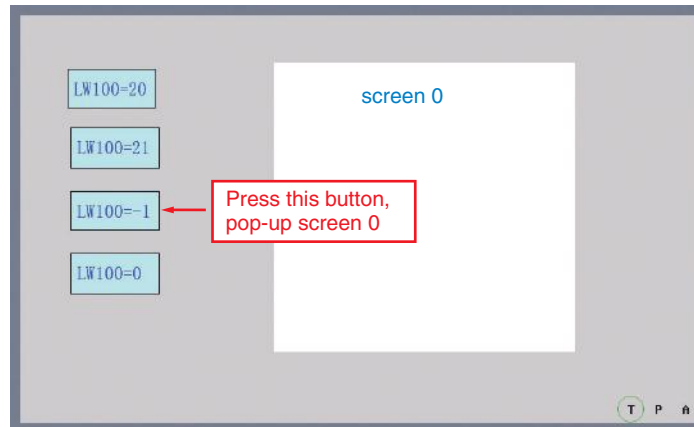 LW100=20
screen 0
LW100=21
LW100=-1
Press this button,
pop-up screen 0
LW100=0
T P A